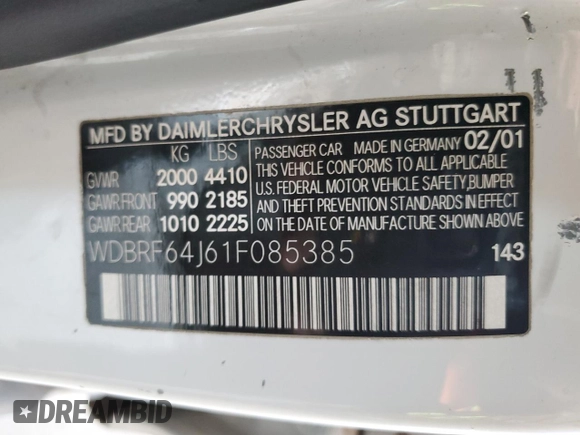 MFD BY DAIMLERCHRYSLER AG STUTTGART
KG LBS
GVWR 2000 4410
GAWR FRONT 990 2185
GAWR REAR 1010 2225
PASSENGER CAR MADE IN GERMANY 02/01
THIS VEHICLE CONFORMS TO ALL APPLICABLE
U.S. FEDERAL MOTOR VEHICLE SAFETY, BUMPER
AND THEFT PREVENTION STANDARDS IN EFFECT
ON THE DATE OF MANUFACTURE SHOWN ABOVE
WDBRF64J61F085385 143
DREAMBID